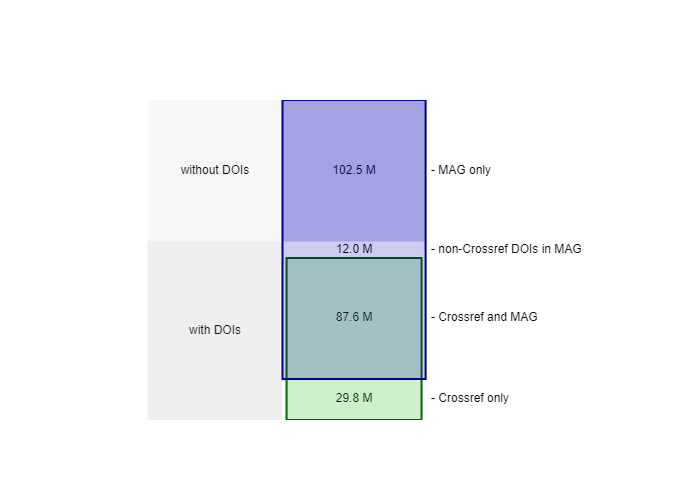 without DOIs 102.5 M - MAG only
12.0 M - non-Crossref DOIs in MAG
87.6 M - Crossref and MAG
with DOIs
29.8 M - Crossref only